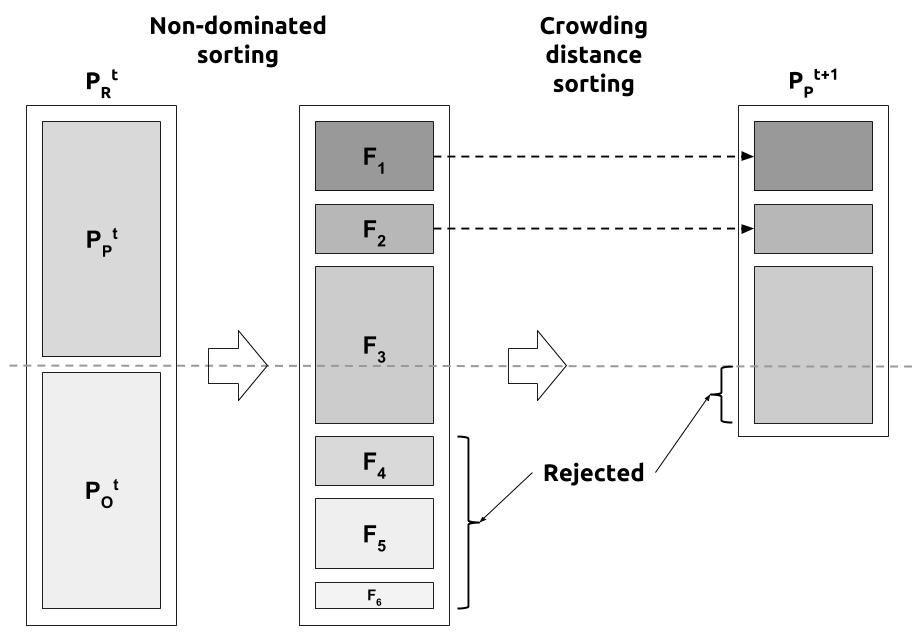 Non-dominated
sorting
Crowding
distance
sorting
P_R^t
P_P^t+1
P_P^t
P_O^t
F_1
F_2
F_3
F_4
F_5
F_6
Rejected